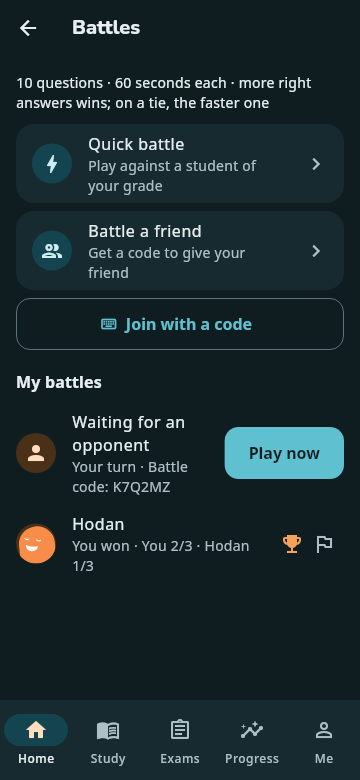 Battles
10 questions · 60 seconds each · more right
answers wins; on a tie, the faster one
Quick battle
Play against a student of
your grade
Battle a friend
Get a code to give your
friend
Join with a code
My battles
Waiting for an
opponent
Your turn · Battle
code: K7Q2MZ
Play now
Hodan
You won · You 2/3 · Hodan
1/3
Home
Study
Exams
Progress
Me